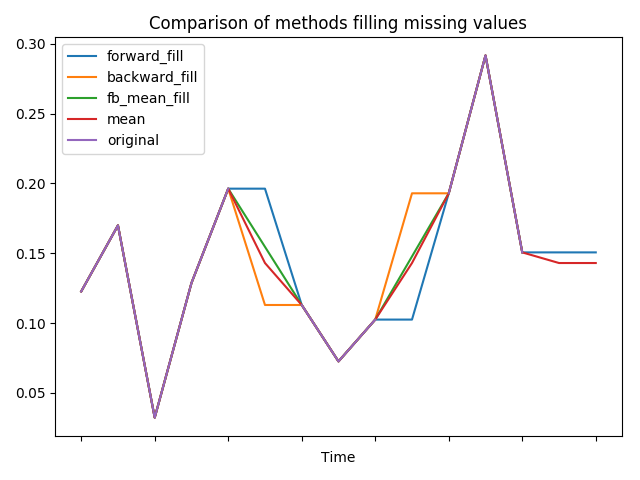 Comparison of methods filling missing values
forward_fill
backward_fill
fb_mean_fill
mean
original
0.30
0.25
0.20
0.15
0.10
0.05
Time